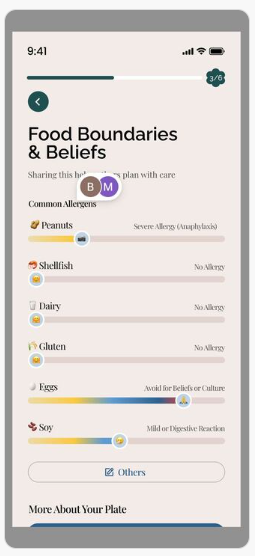 9:41
3/6
Food Boundaries
& Beliefs
Sharing this plan with care
B M
Common Allergens
Peanuts Severe Allergy (Anaphylaxis)
Shellfish No Allergy
Dairy No Allergy
Gluten No Allergy
Eggs Avoid for Beliefs or Culture
Soy Mild or Digestive Reaction
Others
More About Your Plate